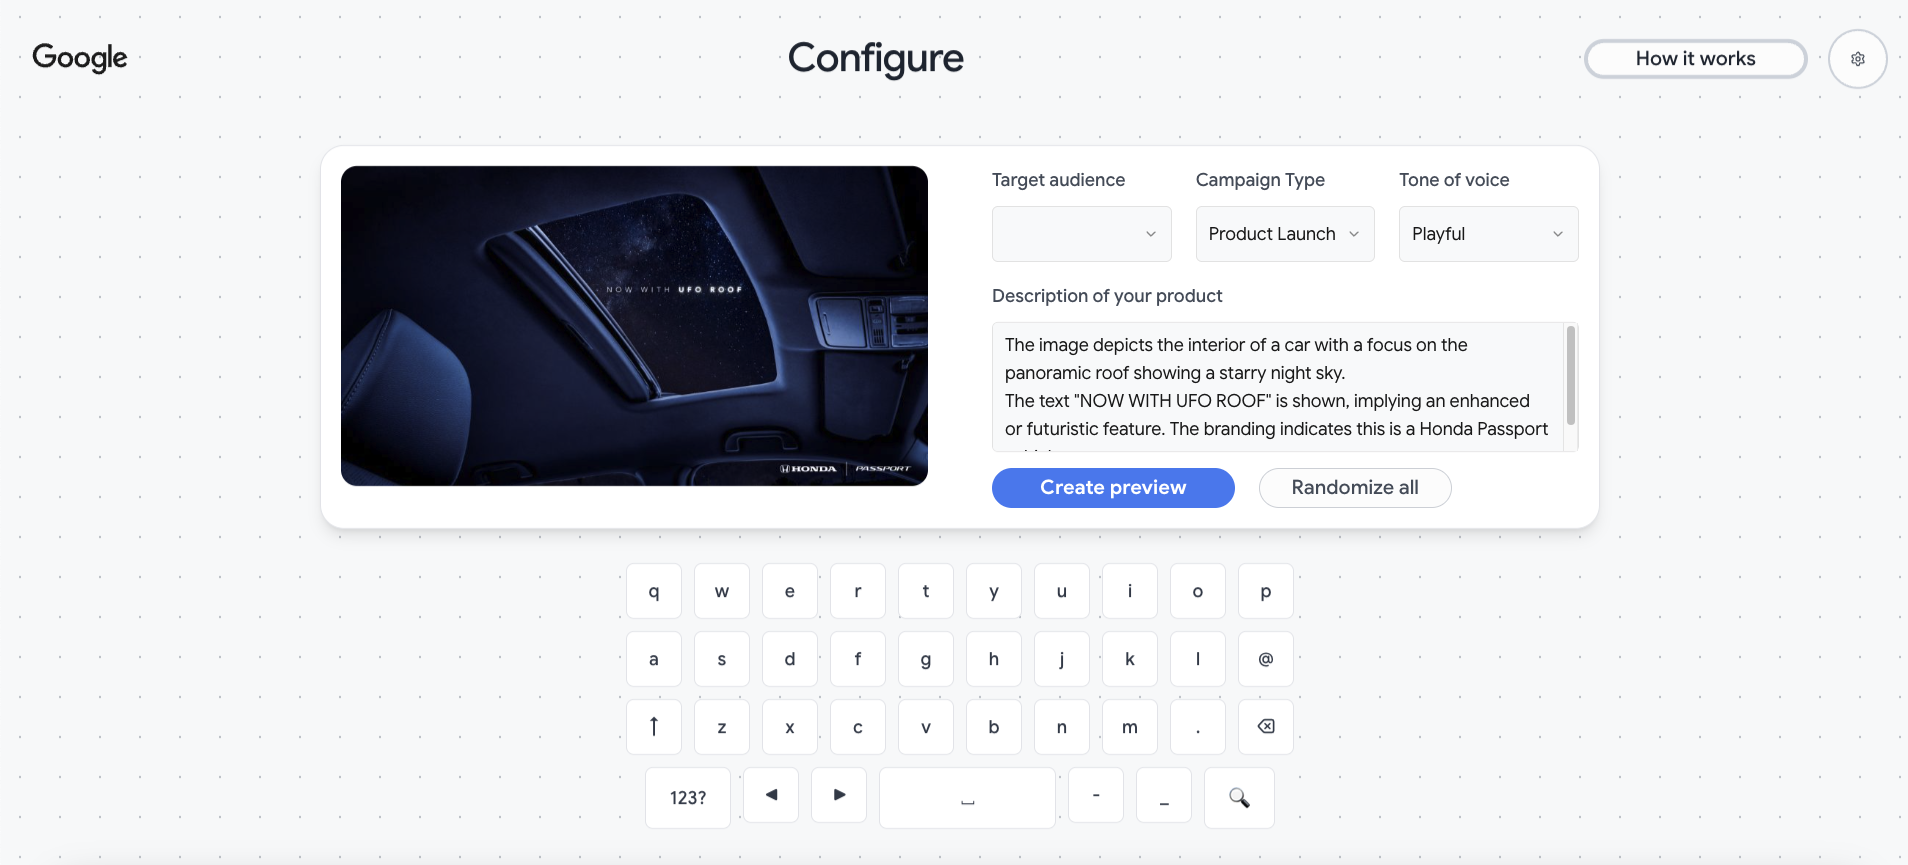 Google
Configure
How it works
NOW WITH UFO ROOF
HONDA PASSPORT
Target audience
Campaign Type
Tone of voice
Product Launch
Playful
Description of your product
The image depicts the interior of a car with a focus on the
panoramic roof showing a starry night sky.
The text "NOW WITH UFO ROOF" is shown, implying an enhanced
or futuristic feature. The branding indicates this is a Honda Passport
Create preview
Randomize all
q w e r t y u i o p
a s d f g h j k l @
↑ z x c v b n m .
123? ◀ ▶ - _